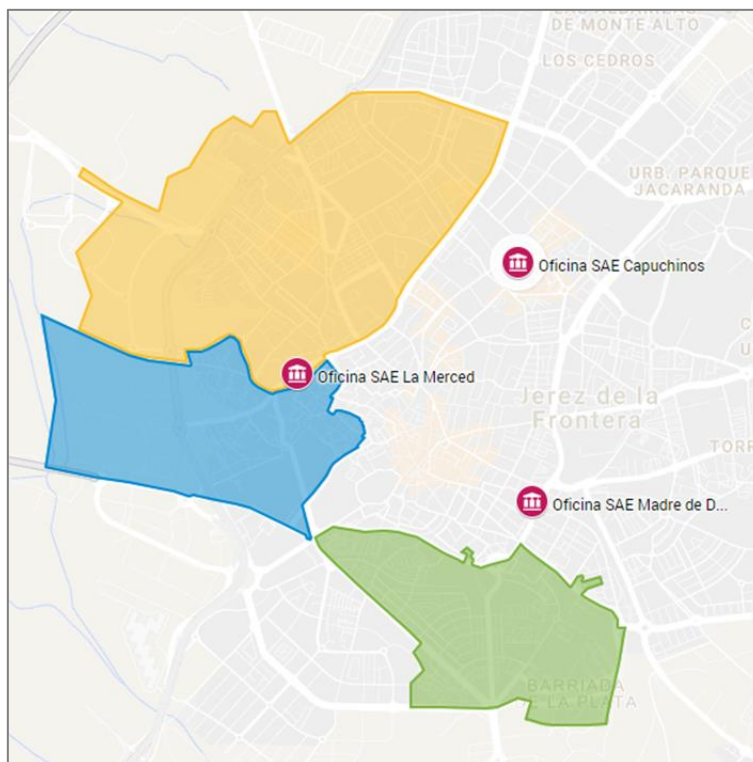 DE MONTE ALTO
LOS CEDROS
URB. PARQUE
JACARANDA
Oficina SAE Capuchinos
Oficina SAE La Merced
Jerez de la
Frontera
TORR
Oficina SAE Madre de D...
BARRIADA
DE LA PLATA